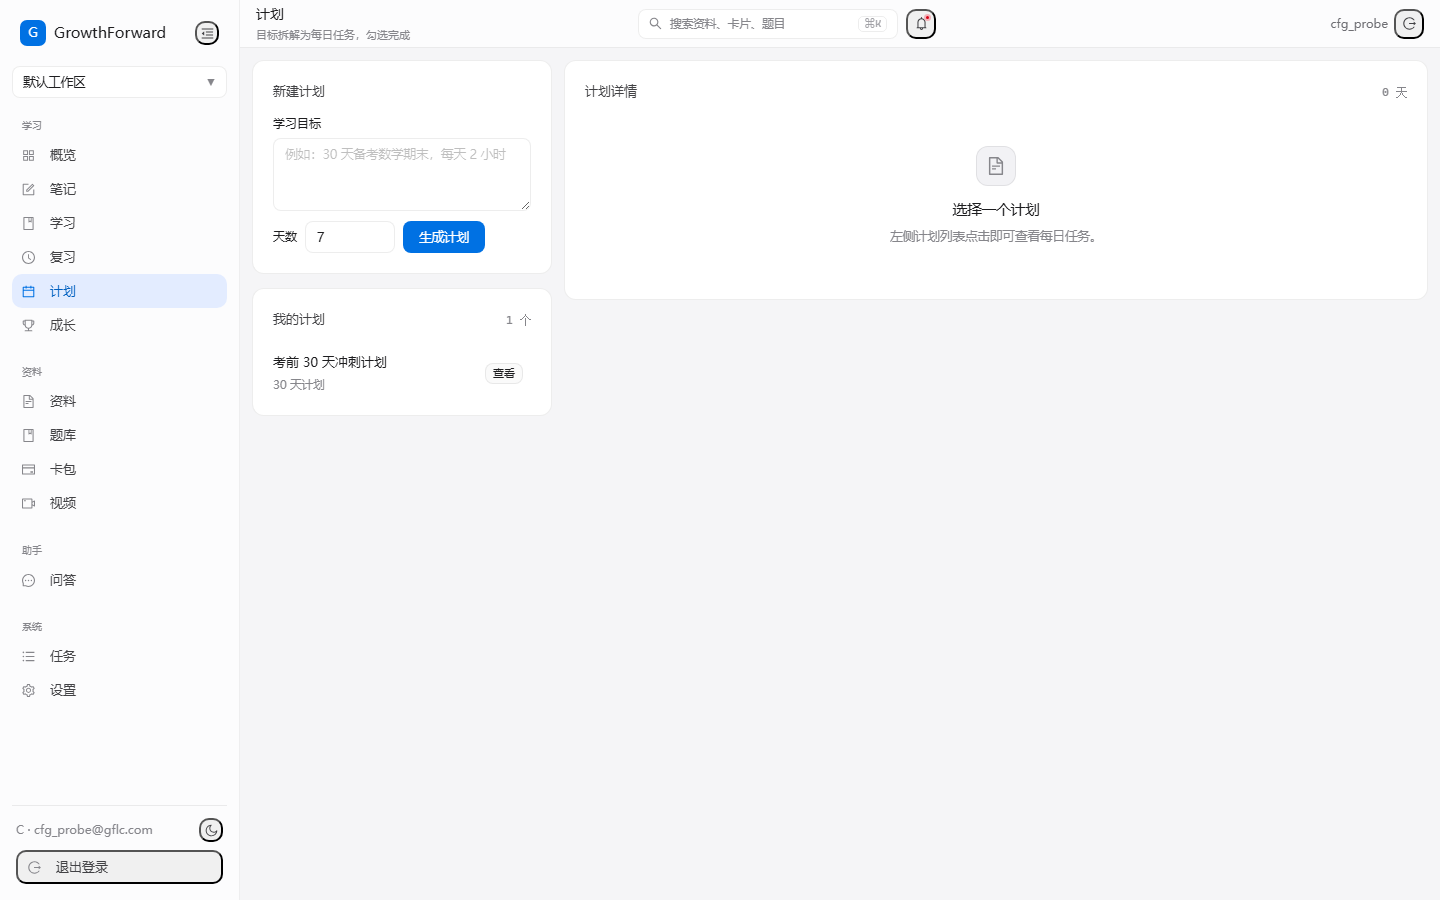 G GrowthForward
默认工作区 ▼
学习
概览
笔记
学习
复习
计划
成长
资料
资料
题库
卡包
视频
助手
问答
系统
任务
设置
C · cfg_probe@gflc.com
退出登录
计划
目标拆解为每日任务，勾选完成
搜索资料、卡片、题目 ⌘K
cfg_probe
新建计划
学习目标
例如：30 天备考数学期末，每天 2 小时
天数 7 生成计划
我的计划 1 个
考前 30 天冲刺计划
30 天计划
查看
计划详情 0 天
选择一个计划
左侧计划列表点击即可查看每日任务。